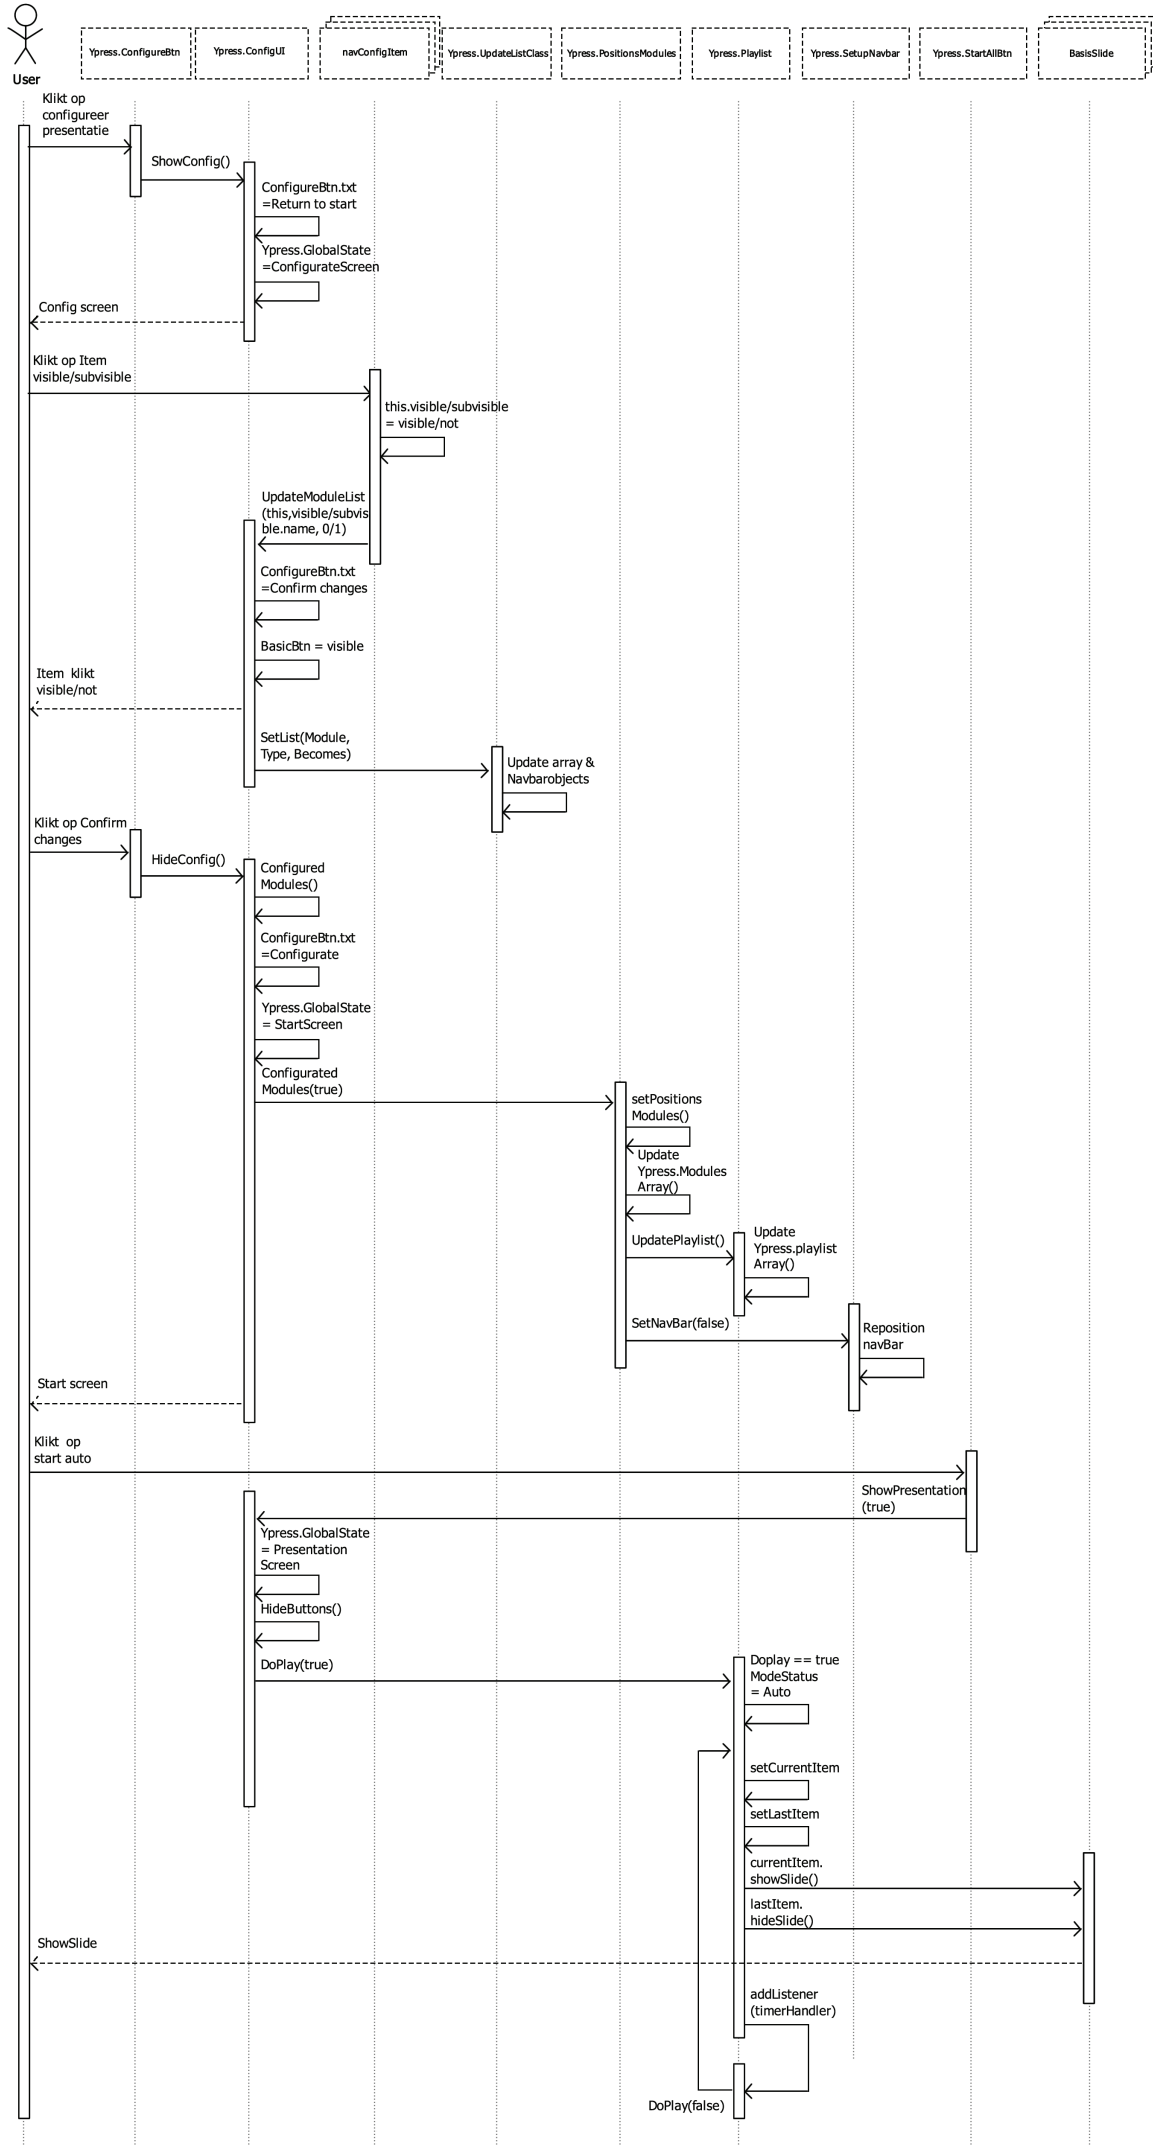 User
Ypress.ConfigureBtn
Ypress.ConfigUI
navConfigItem
Ypress.UpdateListClass
Ypress.PositionsModules
Ypress.Playlist
Ypress.SetupNavbar
Ypress.StartAllBtn
BasisSlide
Klikt op
configureer
presentatie
ShowConfig()
ConfigureBtn.txt
=Return to start
Ypress.GlobalState
=ConfigurateScreen
Config screen
Klikt op Item
visible/subvisible
this.visible/subvisible
= visible/not
UpdateModuleList
(this,visible/subvis
ble.name, 0/1)
ConfigureBtn.txt
=Confirm changes
BasicBtn = visible
Item klikt
visible/not
SetList(Module,
Type, Becomes)
Update array &
Navbarobjects
Klikt op Confirm
changes
HideConfig()
Configured
Modules()
ConfigureBtn.txt
=Configurate
Ypress.GlobalState
= StartScreen
Configurated
Modules(true)
setPositions
Modules()
Update
Ypress.Modules
Array()
UpdatePlaylist()
Update
Ypress.playlist
Array()
SetNavBar(false)
Reposition
navBar
Start screen
Klikt op
start auto
ShowPresentation
(true)
Ypress.GlobalState
= Presentation
Screen
HideButtons()
DoPlay(true)
Doplay == true
ModeStatus
= Auto
setCurrentItem
setLastItem
currentItem.
showSlide()
lastItem.
hideSlide()
ShowSlide
addListener
(timerHandler)
DoPlay(false)